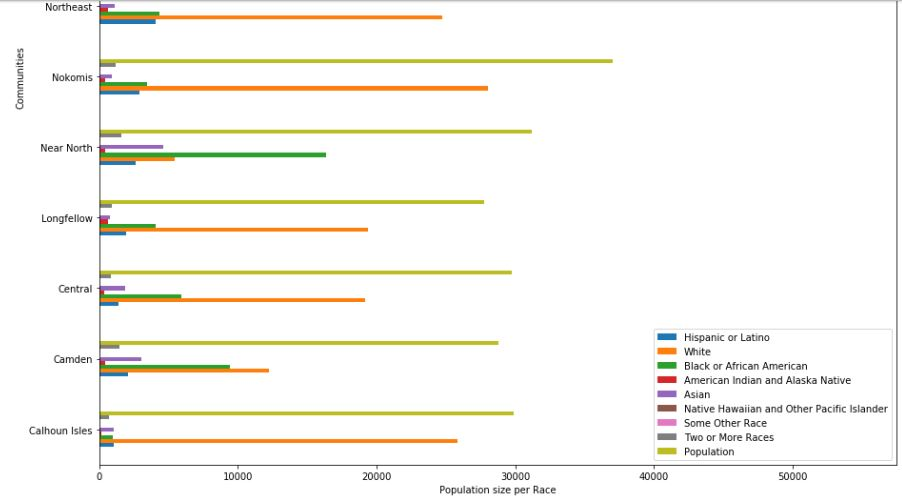 Northeast
Communities
Nokomis
Near North
Longfellow
Central
Camden
Calhoun Isles
Hispanic or Latino
White
Black or African American
American Indian and Alaska Native
Asian
Native Hawaiian and Other Pacific Islander
Some Other Race
Two or More Races
Population
0 10000 20000 30000 40000 50000
Population size per Race